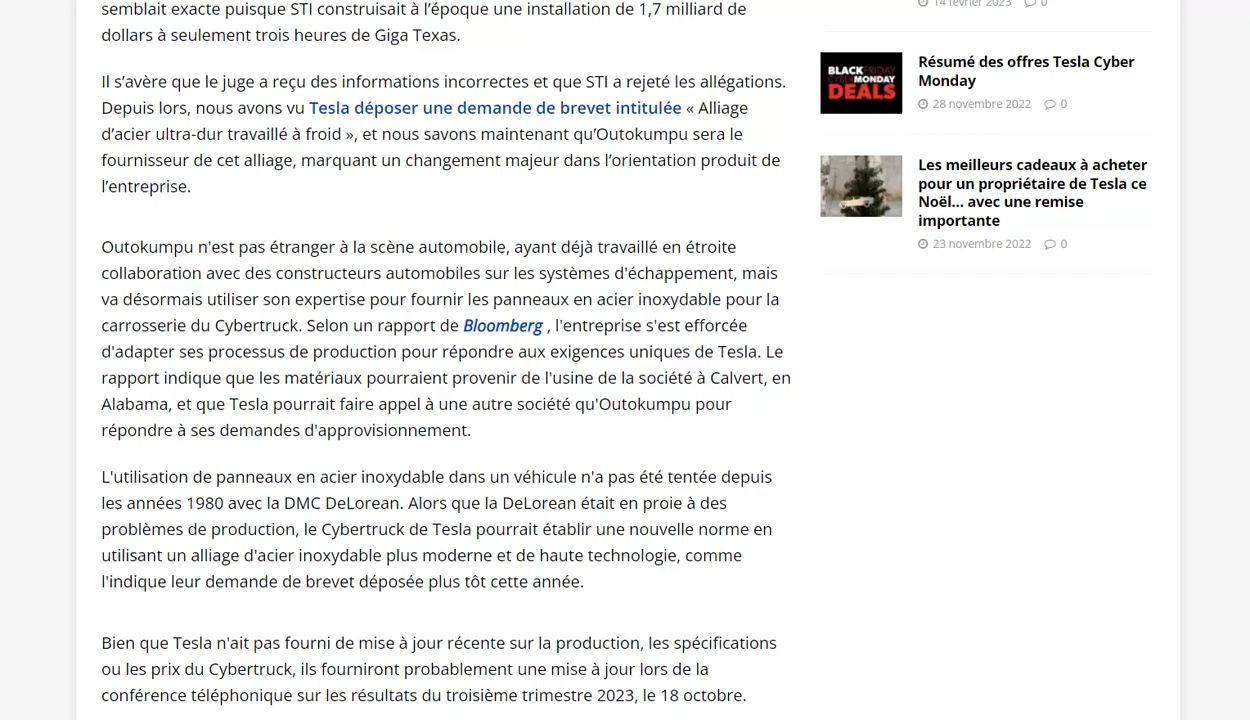 semblait exacte puisque STI construisait à l’époque une installation de 1,7 milliard de
dollars à seulement trois heures de Giga Texas.
Il s’avère que le juge a reçu des informations incorrectes et que STI a rejeté les allégations.
Depuis lors, nous avons vu Tesla déposer une demande de brevet intitulée « Alliage
d’acier ultra-dur travaillé à froid », et nous savons maintenant qu’Outokumpu sera le
fournisseur de cet alliage, marquant un changement majeur dans l’orientation produit de
l’entreprise.
Outokumpu n'est pas étranger à la scène automobile, ayant déjà travaillé en étroite
collaboration avec des constructeurs automobiles sur les systèmes d'échappement, mais
va désormais utiliser son expertise pour fournir les panneaux en acier inoxydable pour la
carrosserie du Cybertruck. Selon un rapport de Bloomberg , l'entreprise s'est efforcée
d'adapter ses processus de production pour répondre aux exigences uniques de Tesla. Le
rapport indique que les matériaux pourraient provenir de l'usine de la société à Calvert, en
Alabama, et que Tesla pourrait faire appel à une autre société qu'Outokumpu pour
répondre à ses demandes d'approvisionnement.
L'utilisation de panneaux en acier inoxydable dans un véhicule n'a pas été tentée depuis
les années 1980 avec la DMC DeLorean. Alors que la DeLorean était en proie à des
problèmes de production, le Cybertruck de Tesla pourrait établir une nouvelle norme en
utilisant un alliage d'acier inoxydable plus moderne et de haute technologie, comme
l'indique leur demande de brevet déposée plus tôt cette année.
Bien que Tesla n'ait pas fourni de mise à jour récente sur la production, les spécifications
ou les prix du Cybertruck, ils fourniront probablement une mise à jour lors de la
conférence téléphonique sur les résultats du troisième trimestre 2023, le 18 octobre.
14 février 2023 0
BLACK FRIDAY
CYBER MONDAY
DEALS
Résumé des offres Tesla Cyber
Monday
28 novembre 2022 0
Les meilleurs cadeaux à acheter
pour un propriétaire de Tesla ce
Noël... avec une remise
importante
23 novembre 2022 0